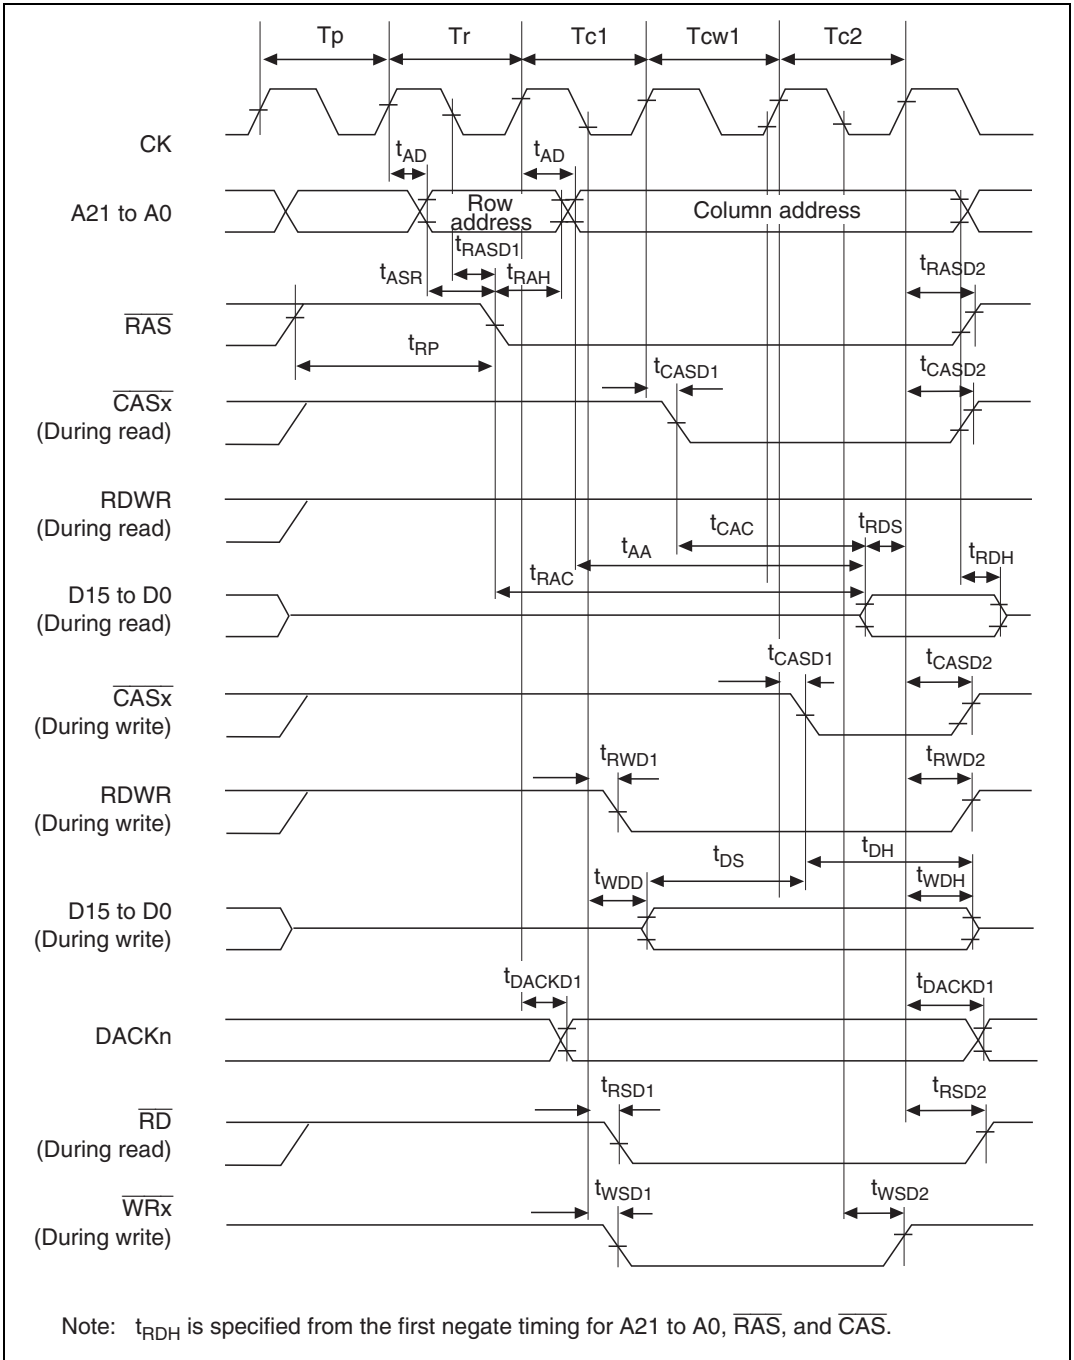 Tp Tr Tc1 Tcw1 Tc2
CK
tAD tAD
A21 to A0
Row
address
Column address
tRASD1
tASR tRAH tRASD2
RAS
tRP
tCASD1 tCASD2
CASx
(During read)
RDWR
(During read)
tCAC tRDS
tAA tRDH
tRAC
D15 to D0
(During read)
tCASD1 tCASD2
CASx
(During write)
tRWD1 tRWD2
RDWR
(During write)
tDS tDH
tWDD tWDH
D15 to D0
(During write)
tDACKD1 tDACKD1
DACKn
tRSD1 tRSD2
RD
(During read)
tWSD1 tWSD2
WRx
(During write)
Note: tRDH is specified from the first negate timing for A21 to A0, RAS, and CAS.